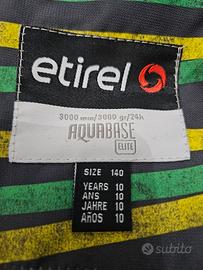 etirel
3000 mm/3000 gr/24h
AQUABASE
ELITE
SIZE 140
YEARS 10
ANS 10
JAHRE 10
AÑOS 10
subito